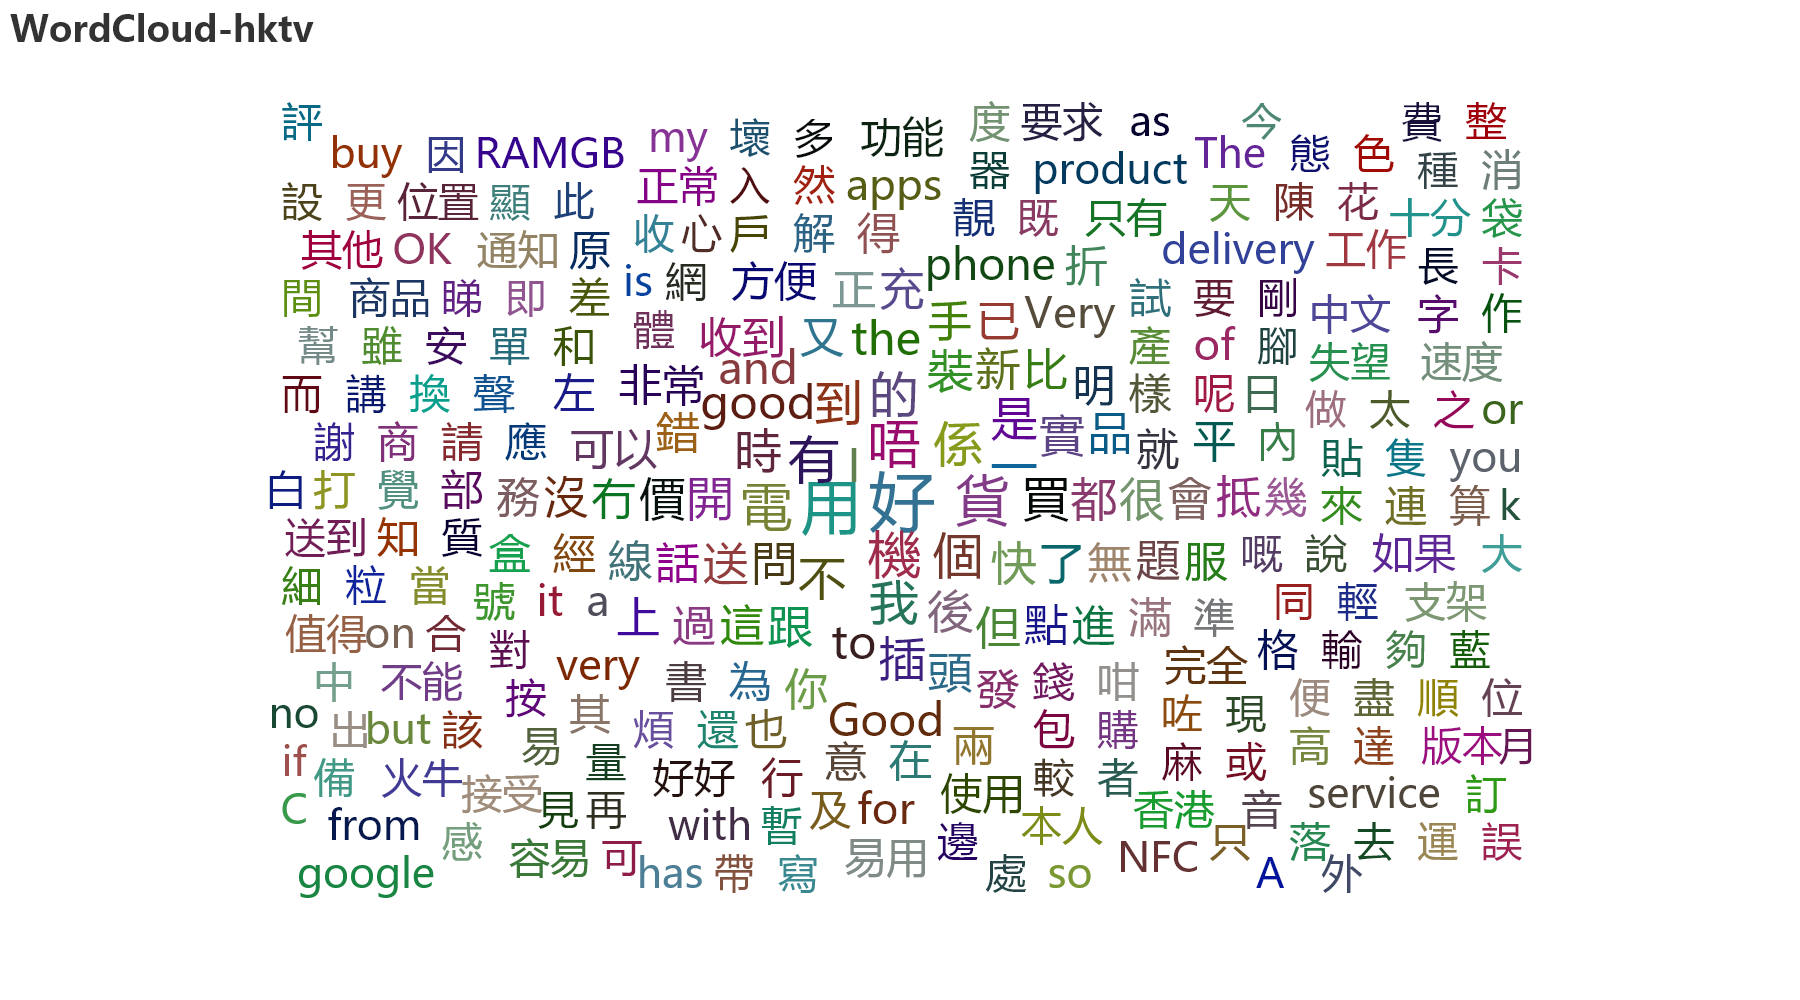 WordCloud-hktv
評 度 要求 as 今 費 整
buy 因 RAMGB my 壞 多 功能 器 product The 態 色 種 消
設 更 位置 顯 此 正常 入 然 apps 靚 既 只有 天 陳 花 十分 袋
其他 OK 通知 原 收 心 戶 解 得 phone 折 delivery 工作 長 卡
間 商品 睇 即 差 is 網 方便 正 充 手 已 Very 試 要 剛 中文 字 作
幫 雖 安 單 和 體 收到 又 the 裝 新 比 產 of 腳 失望 速度
而 講 換 聲 左 非常 and good 到 的 是 明 樣 呢 日 做 太 之 or
謝 商 請 應 可以 錯 時 有 | 唔 係 一 實 品 就 平 內 貼 隻 you
白 打 覺 部 務 沒 冇 價 開 電 用 好 貨 買 都 很 會 抵 幾 來 連 算 k
送到 知 質 盒 經 線 話 送 問 不 機 個 快 了 無 題 服 嘅 說 如果 大
細 粒 當 號 it a 上 過 這 跟 我 後 但 點 進 滿 準 同 輕 支架
值得 on 合 對 very 書 為 你 to 插 頭 發 錢 咁 完全 格 輸 夠 藍
中 不能 按 其 煩 還 也 Good 兩 包 購 咗 現 便 盡 順 位
no 出 but 該 易 量 好好 行 意 在 使用 較 者 麻 或 高 達 版本 月
if 備 火牛 接受 見 再 with 暫 及 for 本人 香港 音 service 訂
C from 感 容易 可 易用 邊 NFC 只 落 去 運 誤
google has 帶 寫 處 so A 外